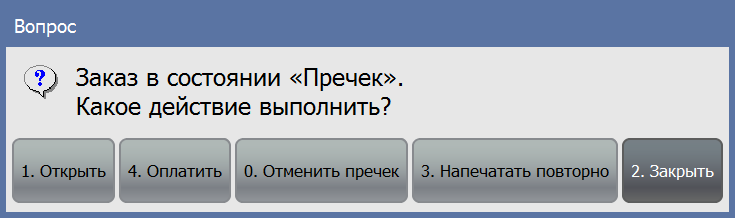 Вопрос
Заказ в состоянии «Пречек».
Какое действие выполнить?
1. Открыть 4. Оплатить 0. Отменить пречек 3. Напечатать повторно 2. Закрыть